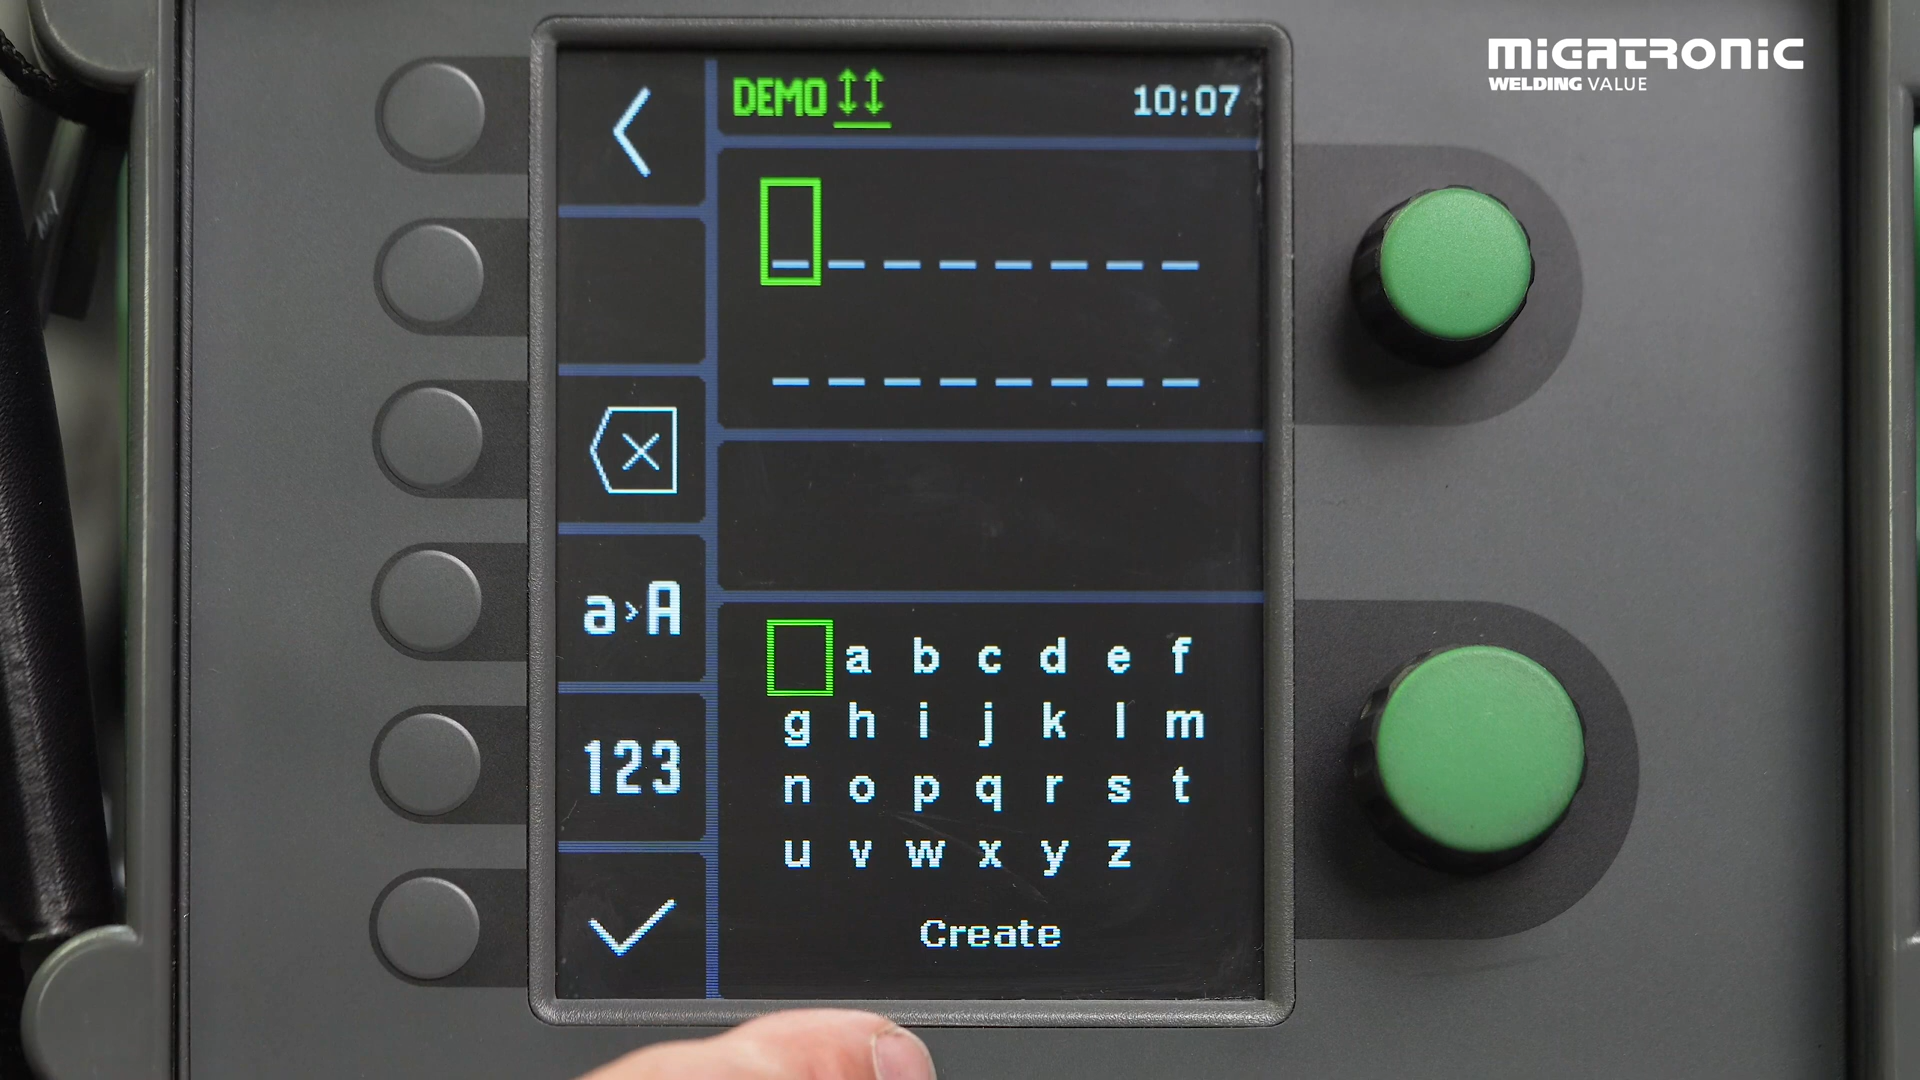 MIGATRONIC
WELDING VALUE
DEMO 10:07
a›A
123
a b c d e f
g h i j k l m
n o p q r s t
u v w x y z
Create